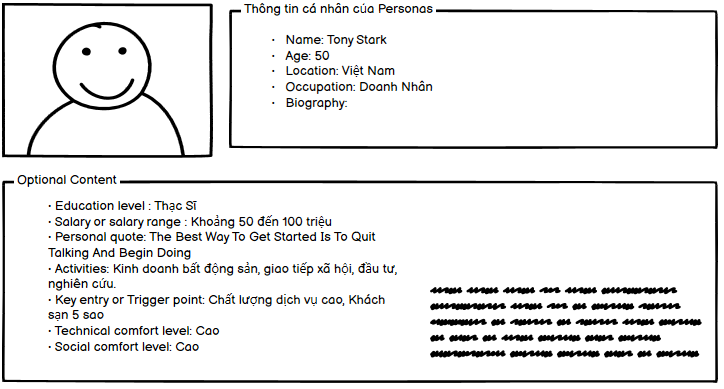 Thông tin cá nhân của Personas
· Name: Tony Stark
· Age: 50
· Location: Việt Nam
· Occupation: Doanh Nhân
· Biography:
Optional Content
· Education level : Thạc Sĩ
· Salary or salary range : Khoảng 50 đến 100 triệu
· Personal quote: The Best Way To Get Started Is To Quit
Talking And Begin Doing
· Activities: Kinh doanh bất động sản, giao tiếp xã hội, đầu tư,
nghiên cứu.
· Key entry or Trigger point: Chất lượng dịch vụ cao, Khách
sạn 5 sao
· Technical comfort level: Cao
· Social comfort level: Cao